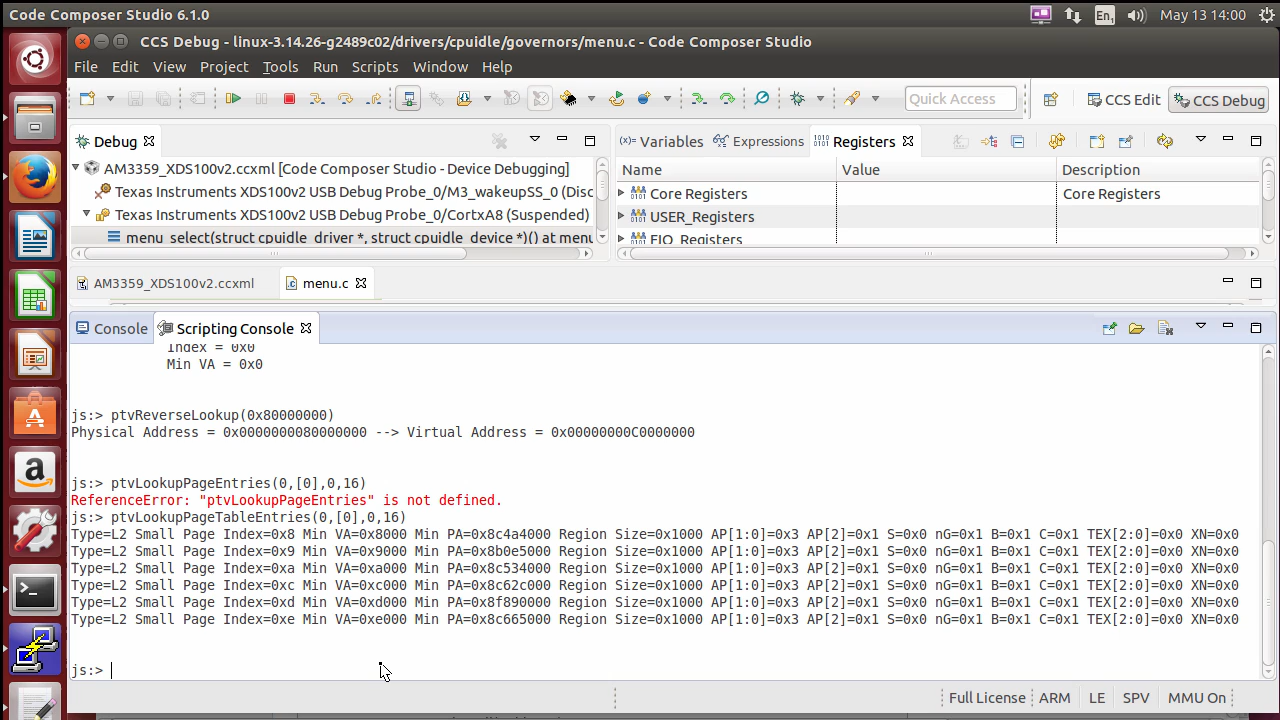 Code Composer Studio 6.1.0
En1
May 13 14:00
CCS Debug - linux-3.14.26-g2489c02/drivers/cpuidle/governors/menu.c - Code Composer Studio
File Edit View Project Tools Run Scripts Window Help
Quick Access
CCS Edit
CCS Debug
Debug
AM3359_XDS100v2.ccxml [Code Composer Studio - Device Debugging]
Texas Instruments XDS100v2 USB Debug Probe_0/M3_wakeupSS_0 (Disc
Texas Instruments XDS100v2 USB Debug Probe_0/CortxA8 (Suspended)
menu_select(struct cpuidle_driver *, struct cpuidle_device *)() at menu
(x)= Variables
Expressions
Registers
Name Value Description
Core Registers Core Registers
USER_Registers
FIQ_Registers
AM3359_XDS100v2.ccxml
menu.c
Console
Scripting Console
Index = 0x0
Min VA = 0x0
js:> ptvReverseLookup(0x80000000)
Physical Address = 0x0000000080000000 --> Virtual Address = 0x00000000C0000000
js:> ptvLookupPageEntries(0,[0],0,16)
ReferenceError: "ptvLookupPageEntries" is not defined.
js:> ptvLookupPageTableEntries(0,[0],0,16)
Type=L2 Small Page Index=0x8 Min VA=0x8000 Min PA=0x8c4a4000 Region Size=0x1000 AP[1:0]=0x3 AP[2]=0x1 S=0x0 nG=0x1 B=0x1 C=0x1 TEX[2:0]=0x0 XN=0x0
Type=L2 Small Page Index=0x9 Min VA=0x9000 Min PA=0x8b0e5000 Region Size=0x1000 AP[1:0]=0x3 AP[2]=0x1 S=0x0 nG=0x1 B=0x1 C=0x1 TEX[2:0]=0x0 XN=0x0
Type=L2 Small Page Index=0xa Min VA=0xa000 Min PA=0x8c534000 Region Size=0x1000 AP[1:0]=0x3 AP[2]=0x1 S=0x0 nG=0x1 B=0x1 C=0x1 TEX[2:0]=0x0 XN=0x0
Type=L2 Small Page Index=0xc Min VA=0xc000 Min PA=0x8c62c000 Region Size=0x1000 AP[1:0]=0x3 AP[2]=0x1 S=0x0 nG=0x1 B=0x1 C=0x1 TEX[2:0]=0x0 XN=0x0
Type=L2 Small Page Index=0xd Min VA=0xd000 Min PA=0x8f890000 Region Size=0x1000 AP[1:0]=0x3 AP[2]=0x1 S=0x0 nG=0x1 B=0x1 C=0x1 TEX[2:0]=0x0 XN=0x0
Type=L2 Small Page Index=0xe Min VA=0xe000 Min PA=0x8c665000 Region Size=0x1000 AP[1:0]=0x3 AP[2]=0x1 S=0x0 nG=0x1 B=0x1 C=0x1 TEX[2:0]=0x0 XN=0x0
js:>
Full License ARM LE SPV MMU On